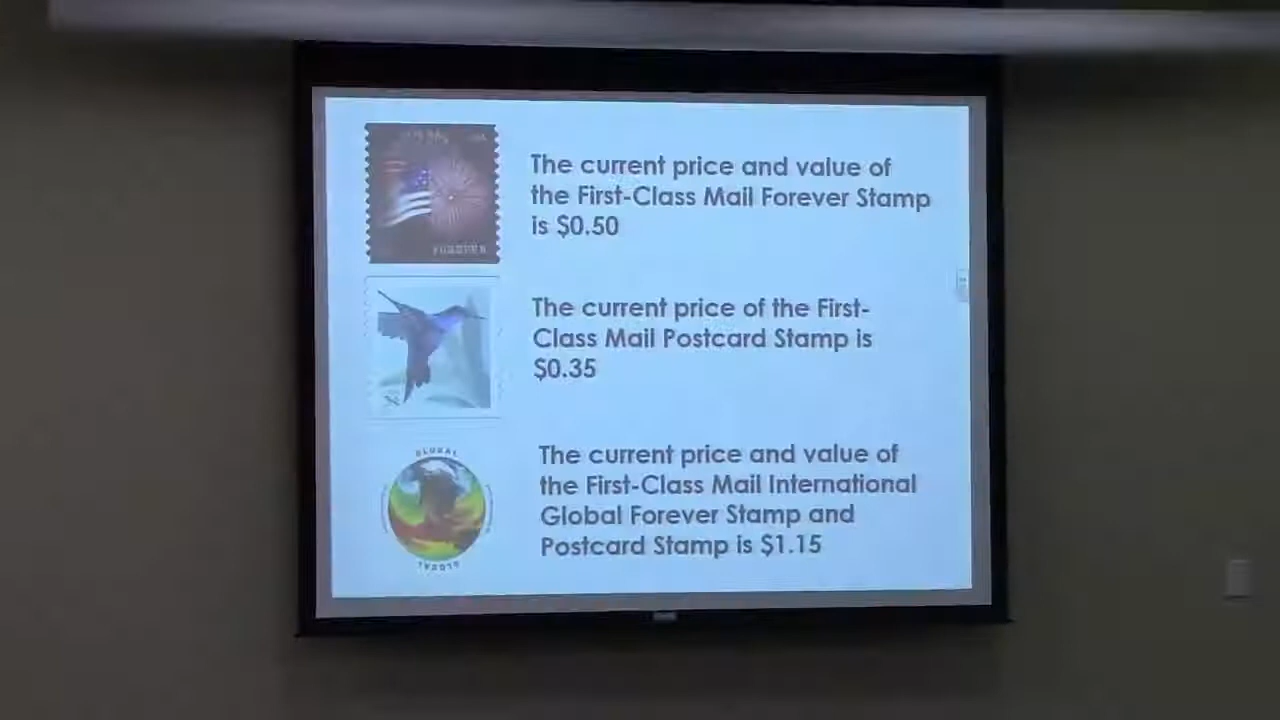 FOREVER
The current price and value of
the First-Class Mail Forever Stamp
is $0.50
The current price of the First-
Class Mail Postcard Stamp is
$0.35
GLOBAL
The current price and value of
the First-Class Mail International
Global Forever Stamp and
Postcard Stamp is $1.15